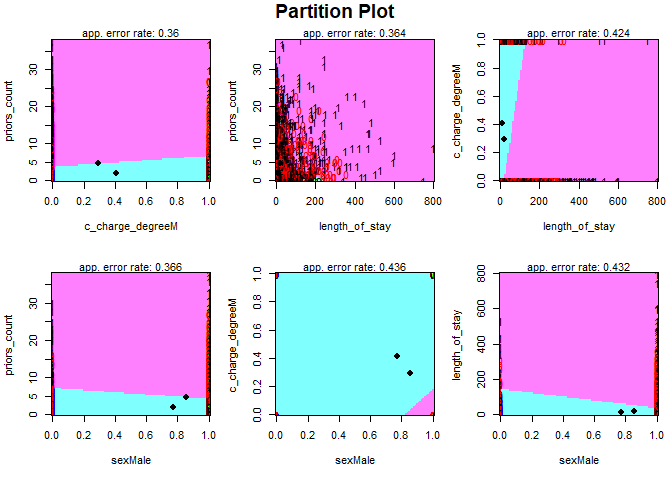 Partition Plot
app. error rate: 0.36
priors_count
0 5 10 20 30
0.0 0.2 0.4 0.6 0.8 1.0
c_charge_degreeM
app. error rate: 0.364
priors_count
0 5 10 20 30
0 200 400 600 800
length_of_stay
app. error rate: 0.424
c_charge_degreeM
0.0 0.2 0.4 0.6 0.8 1.0
0 200 400 600 800
length_of_stay
app. error rate: 0.366
priors_count
0 5 10 20 30
0.0 0.2 0.4 0.6 0.8 1.0
sexMale
app. error rate: 0.436
c_charge_degreeM
0.0 0.2 0.4 0.6 0.8 1.0
0.0 0.2 0.4 0.6 0.8 1.0
sexMale
app. error rate: 0.432
length_of_stay
0 200 400 600 800
0.0 0.2 0.4 0.6 0.8 1.0
sexMale